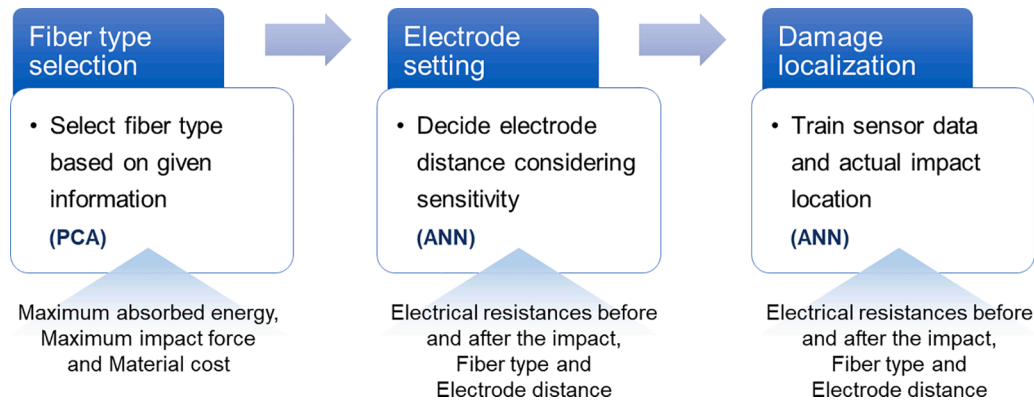 Fiber type
selection
• Select fiber type
based on given
information
(PCA)
Maximum absorbed energy,
Maximum impact force
and Material cost
Electrode
setting
• Decide electrode
distance considering
sensitivity
(ANN)
Electrical resistances before
and after the impact,
Fiber type and
Electrode distance
Damage
localization
• Train sensor data
and actual impact
location
(ANN)
Electrical resistances before
and after the impact,
Fiber type and
Electrode distance